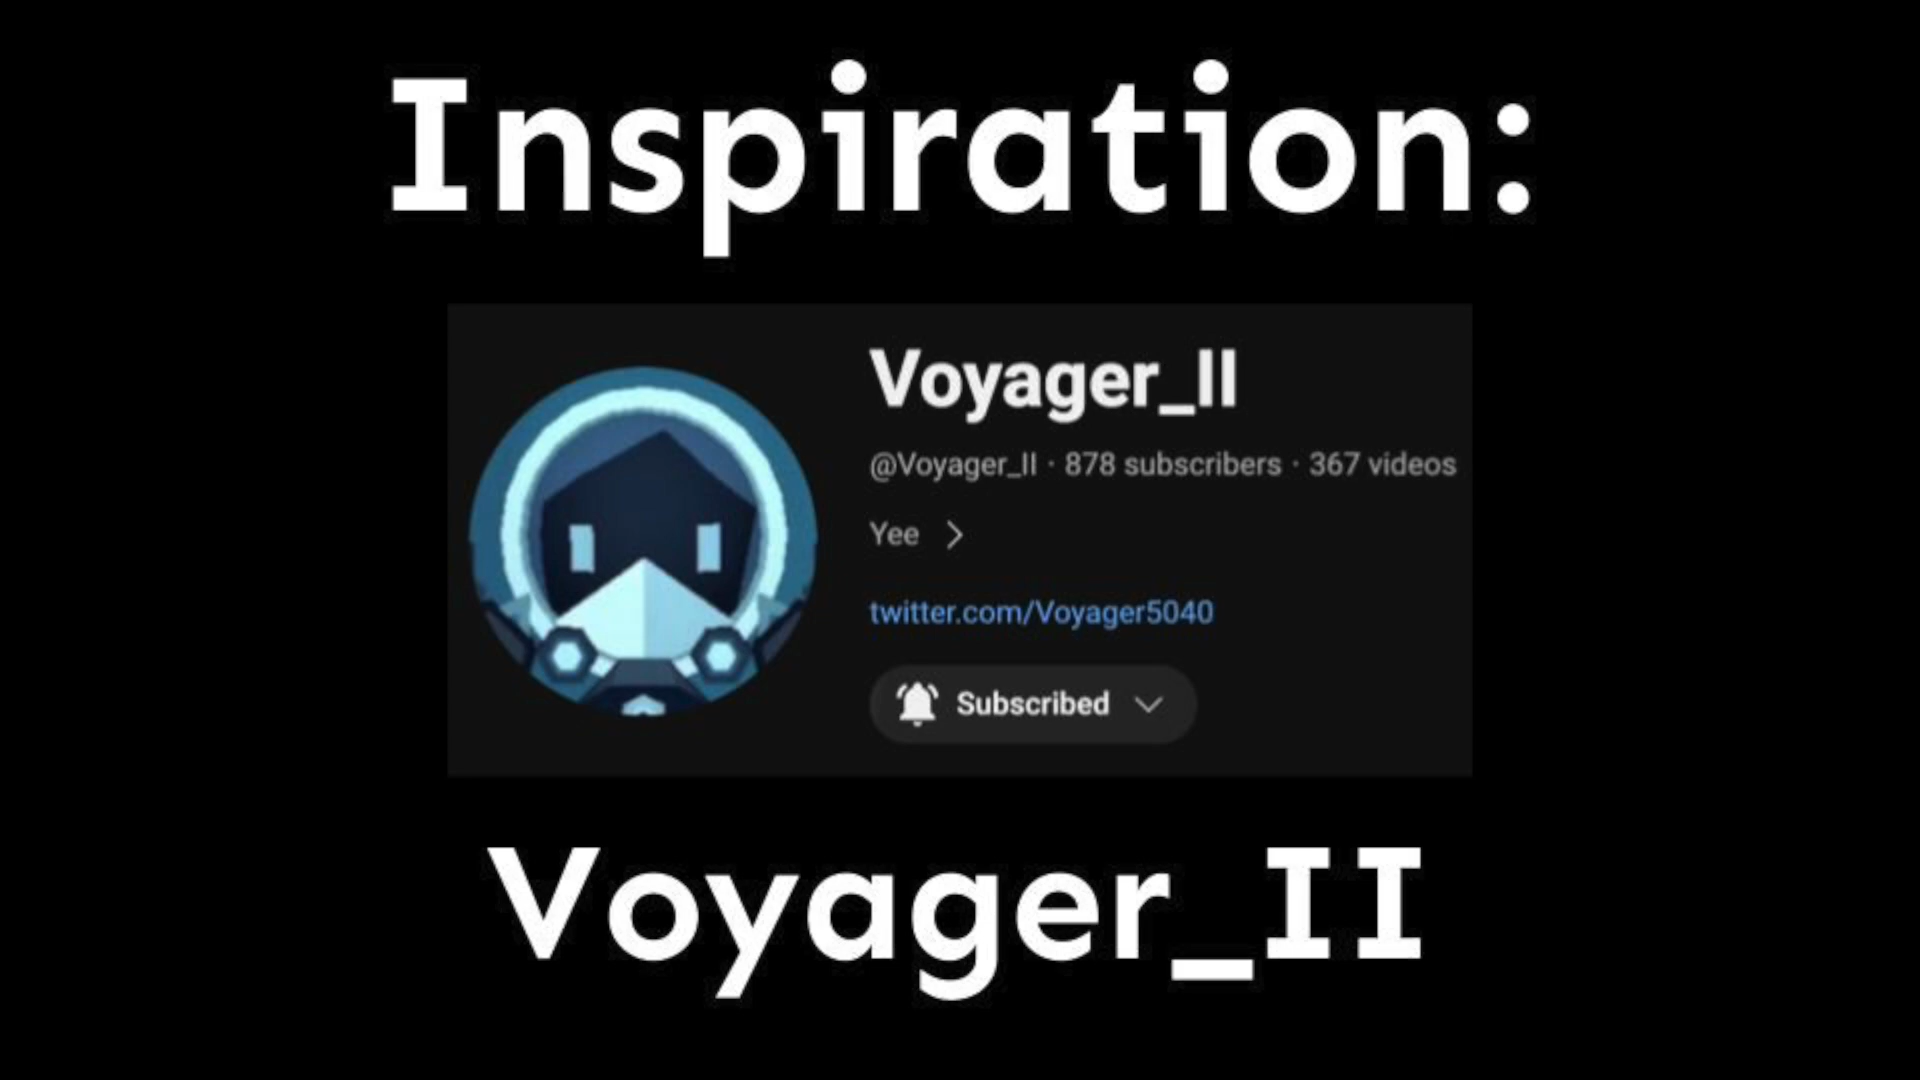 Inspiration:
Voyager_II
@Voyager_II · 878 subscribers · 367 videos
Yee >
twitter.com/Voyager5040
Subscribed
Voyager_II